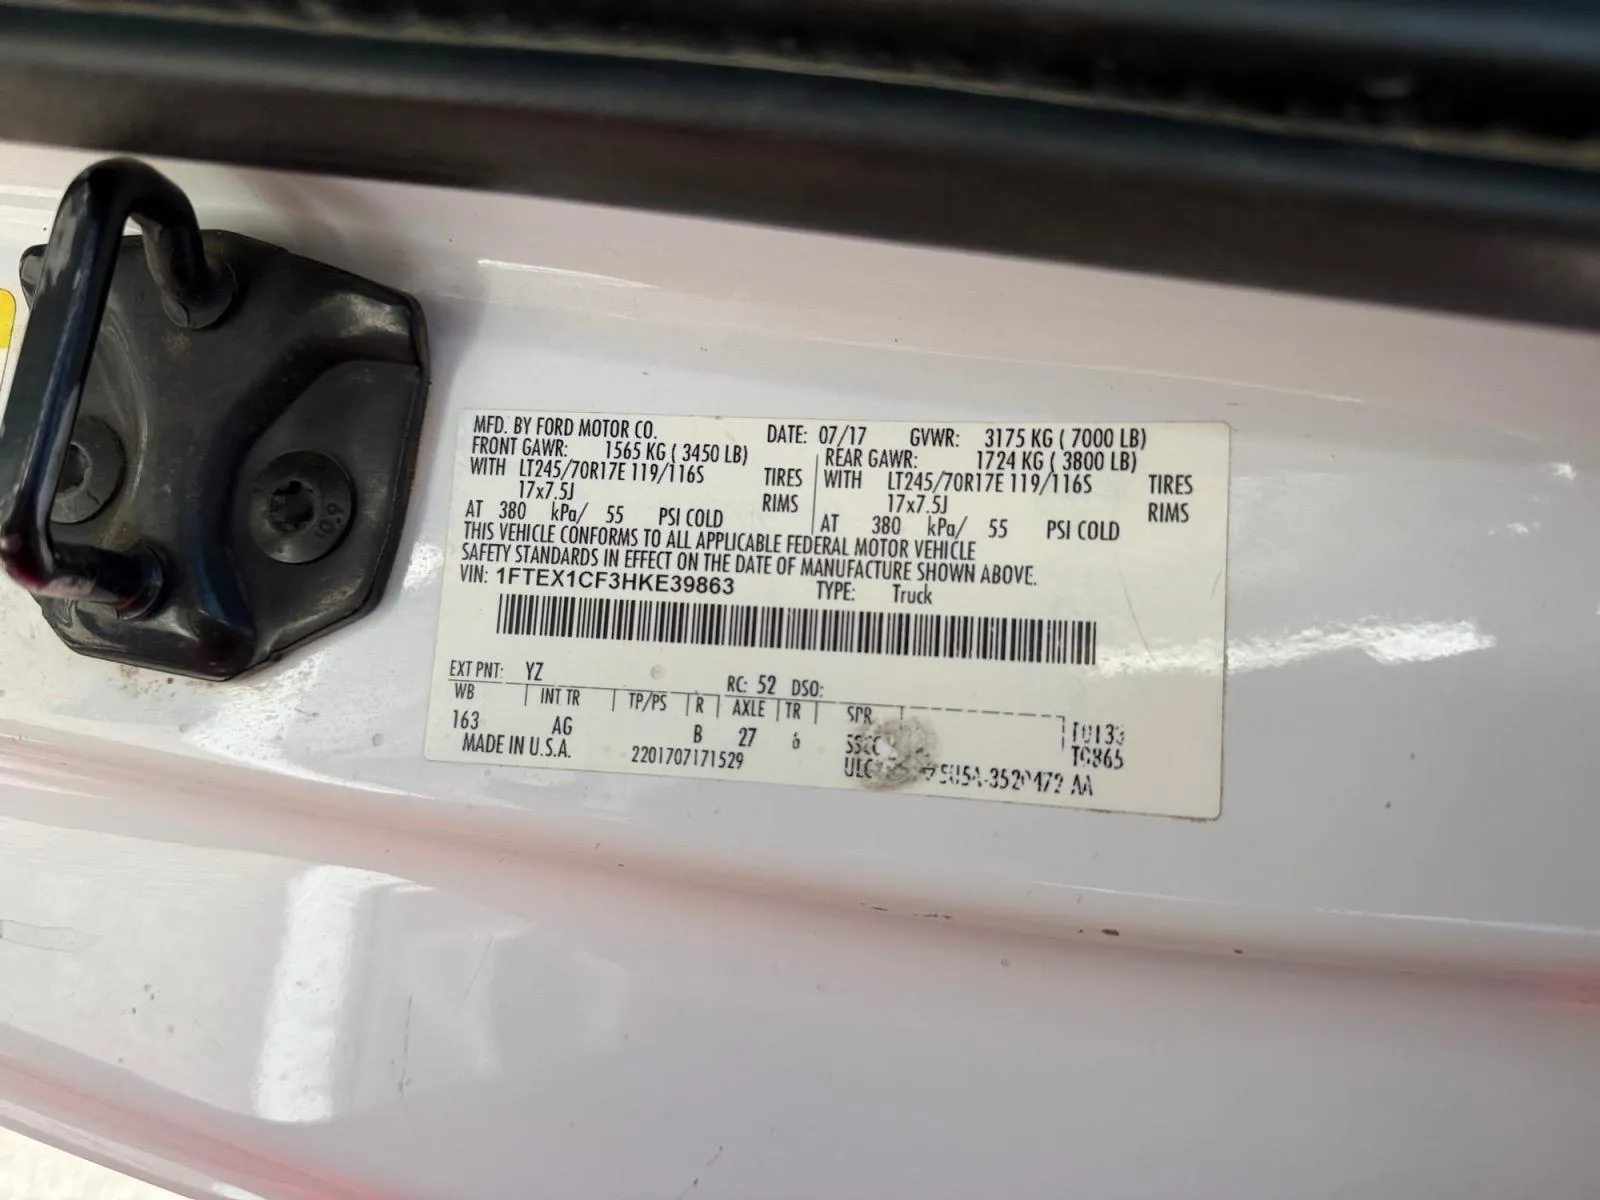 MFD. BY FORD MOTOR CO. DATE: 07/17 GVWR: 3175 KG ( 7000 LB)
FRONT GAWR: 1565 KG ( 3450 LB) REAR GAWR: 1724 KG ( 3800 LB)
WITH LT245/70R17E 119/116S TIRES WITH LT245/70R17E 119/116S TIRES
17x7.5J RIMS 17x7.5J RIMS
AT 380 kPa/ 55 PSI COLD AT 380 kPa/ 55 PSI COLD
THIS VEHICLE CONFORMS TO ALL APPLICABLE FEDERAL MOTOR VEHICLE
SAFETY STANDARDS IN EFFECT ON THE DATE OF MANUFACTURE SHOWN ABOVE.
VIN: 1FTEX1CF3HKE39863 TYPE: Truck
EXT PNT: YZ RC: 52 DSO:
WB INT TR TP/PS R AXLE TR SPR
163 AG B 27 6
MADE IN U.S.A. 2201707171529
10.9